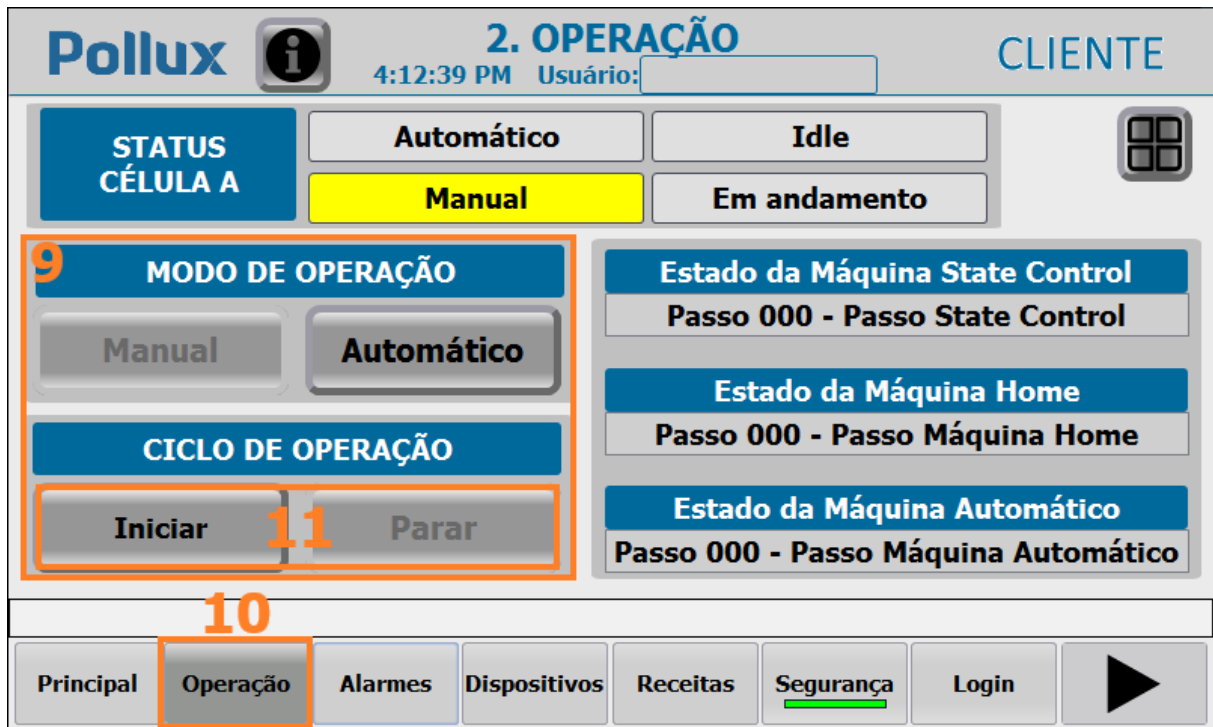 Pollux
i
2. OPERAÇÃO
4:12:39 PM Usuário:
CLIENTE
STATUS
CÉLULA A
Automático
Idle
Manual
Em andamento
9
MODO DE OPERAÇÃO
Manual
Automático
CICLO DE OPERAÇÃO
Iniciar
11
Parar
Estado da Máquina State Control
Passo 000 - Passo State Control
Estado da Máquina Home
Passo 000 - Passo Máquina Home
Estado da Máquina Automático
Passo 000 - Passo Máquina Automático
10
Principal
Operação
Alarmes
Dispositivos
Receitas
Segurança
Login